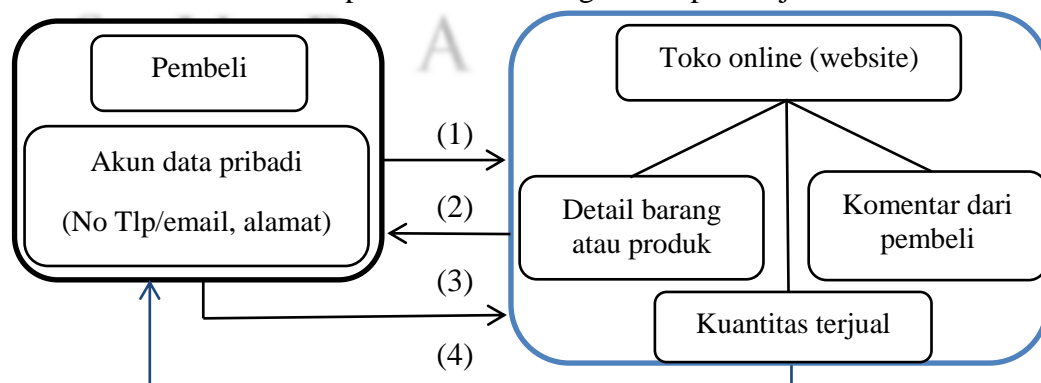 A
Pembeli
Akun data pribadi
(No Tlp/email, alamat)
(1)
(2)
(3)
(4)
Toko online (website)
Detail barang
atau produk
Komentar dari
pembeli
Kuantitas terjual